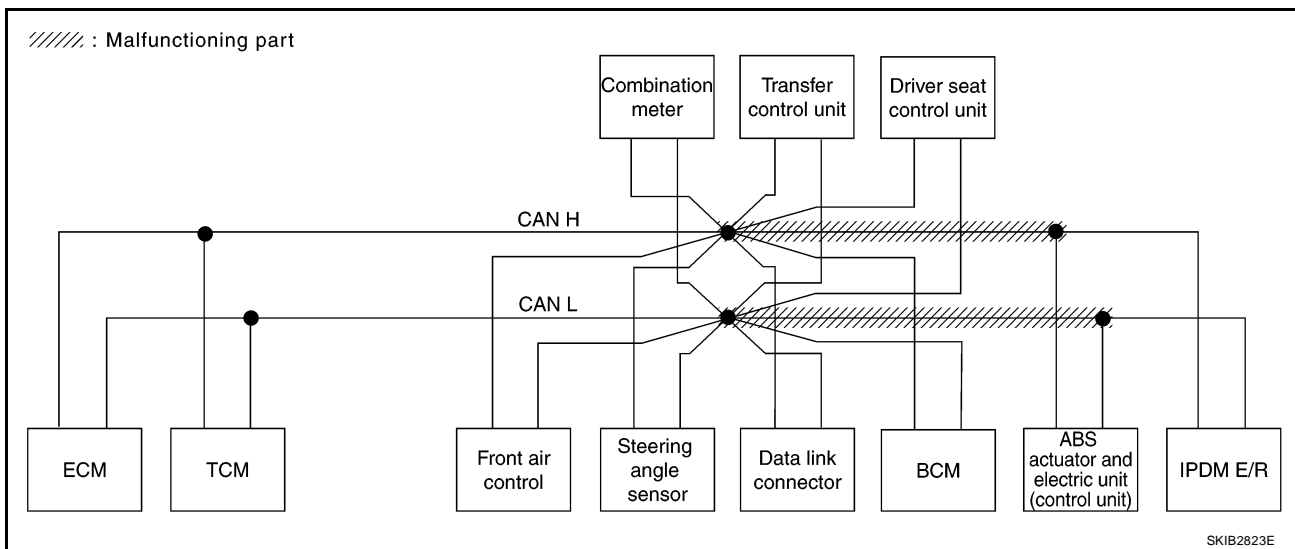 : Malfunctioning part
Combination
meter
Transfer
control unit
Driver seat
control unit
CAN H
CAN L
ECM
TCM
Front air
control
Steering
angle
sensor
Data link
connector
BCM
ABS
actuator and
electric unit
(control unit)
IPDM E/R
SKIB2823E